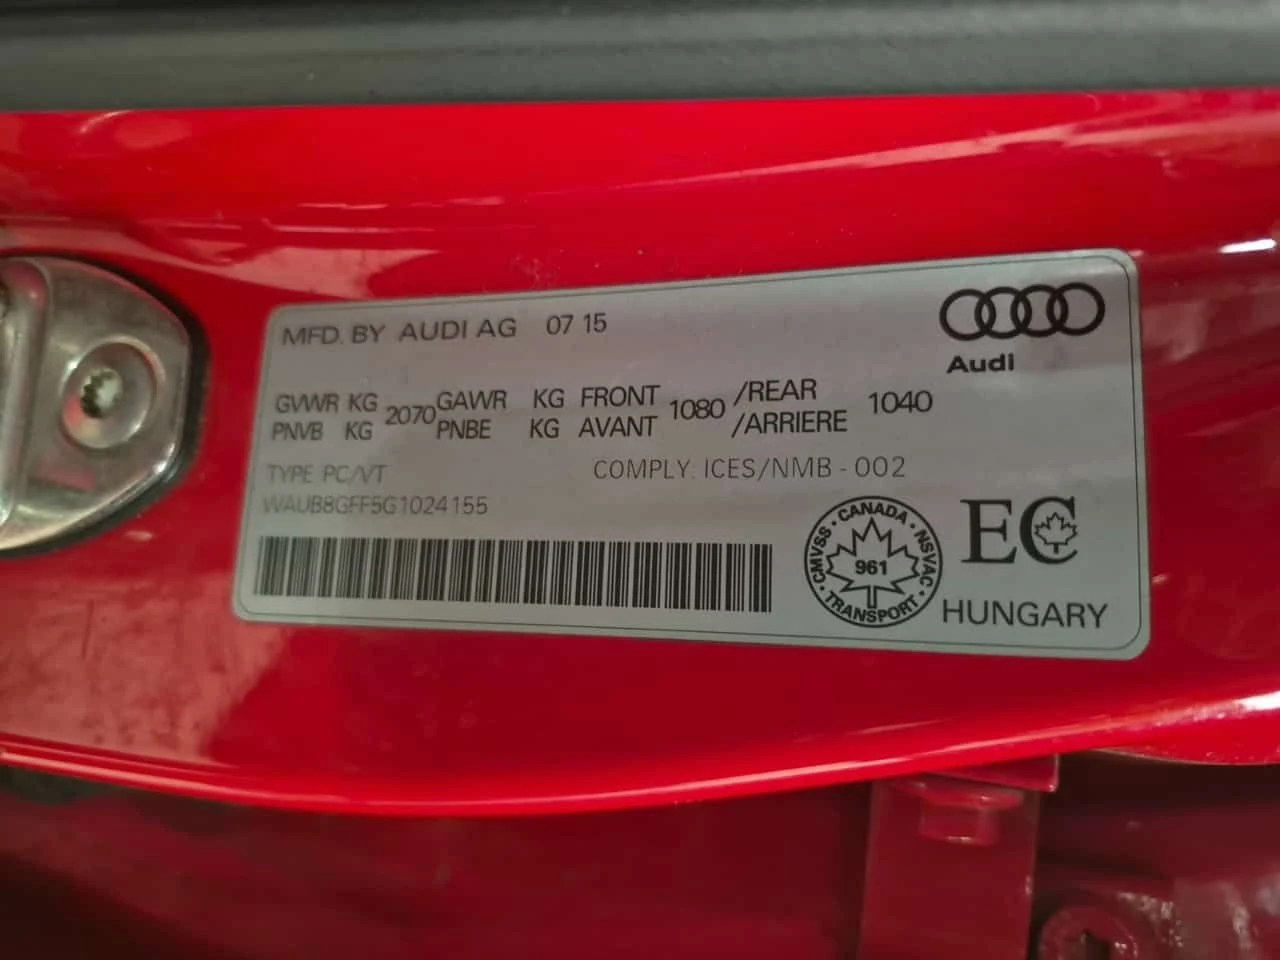 MFD. BY AUDI AG 07 15
Audi
GVWR KG 2070 GAWR KG FRONT 1080 /REAR 1040
PNVB KG PNBE KG AVANT /ARRIERE
TYPE PC/VT COMPLY: ICES/NMB - 002
WAUB8GFF5G1024155
CANADA · NSVAC · TRANSPORT · CMVSS ·
961
EC
HUNGARY